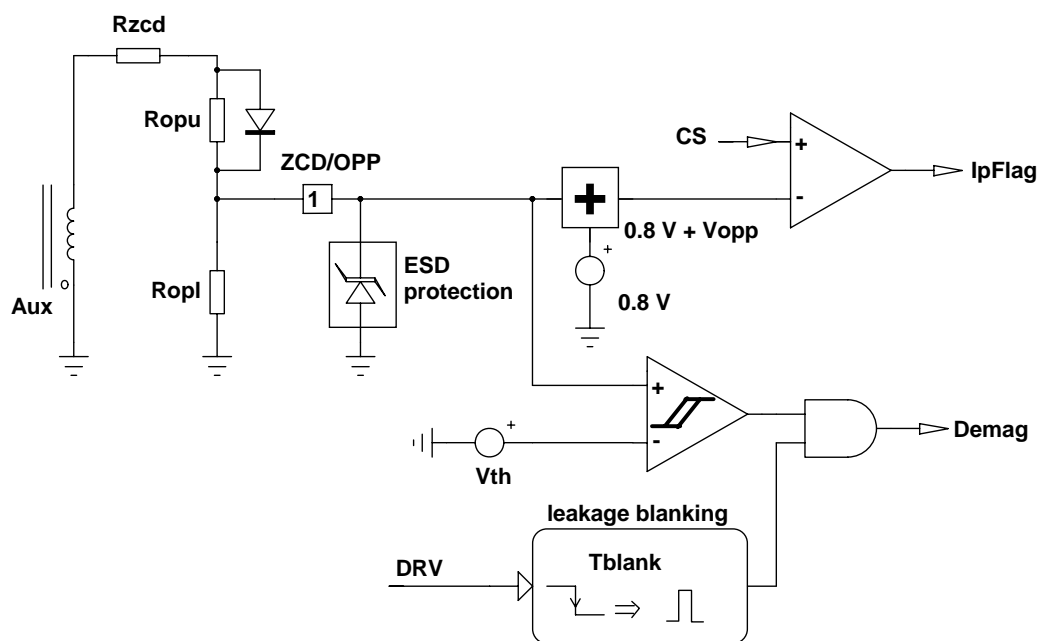 Rzcd
Ropu
ZCD/OPP
1
CS
+
-
IpFlag
+
0.8 V + Vopp
+
0.8 V
ESD
protection
Ropl
Aux
+
-
+
Vth
Demag
leakage blanking
Tblank
DRV